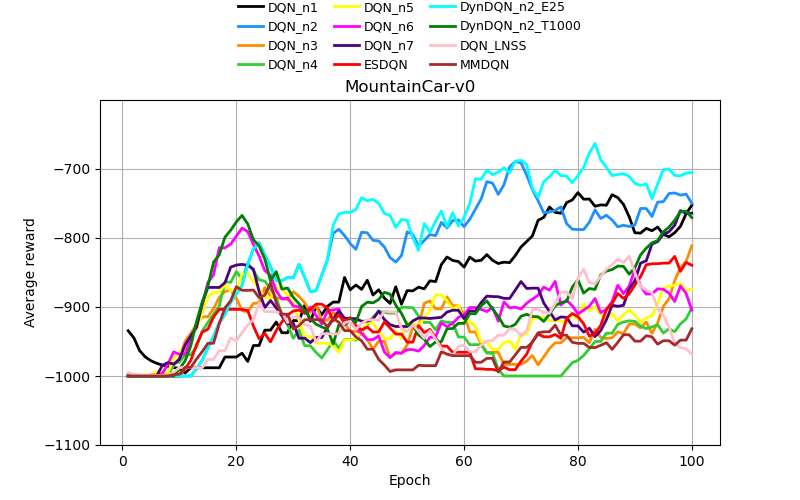 DQN_n1 DQN_n5 DynDQN_n2_E25
DQN_n2 DQN_n6 DynDQN_n2_T1000
DQN_n3 DQN_n7 DQN_LNSS
DQN_n4 ESDQN MMDQN
MountainCar-v0
−700
−800
−900
−1000
−1100
Average reward
0 20 40 60 80 100
Epoch